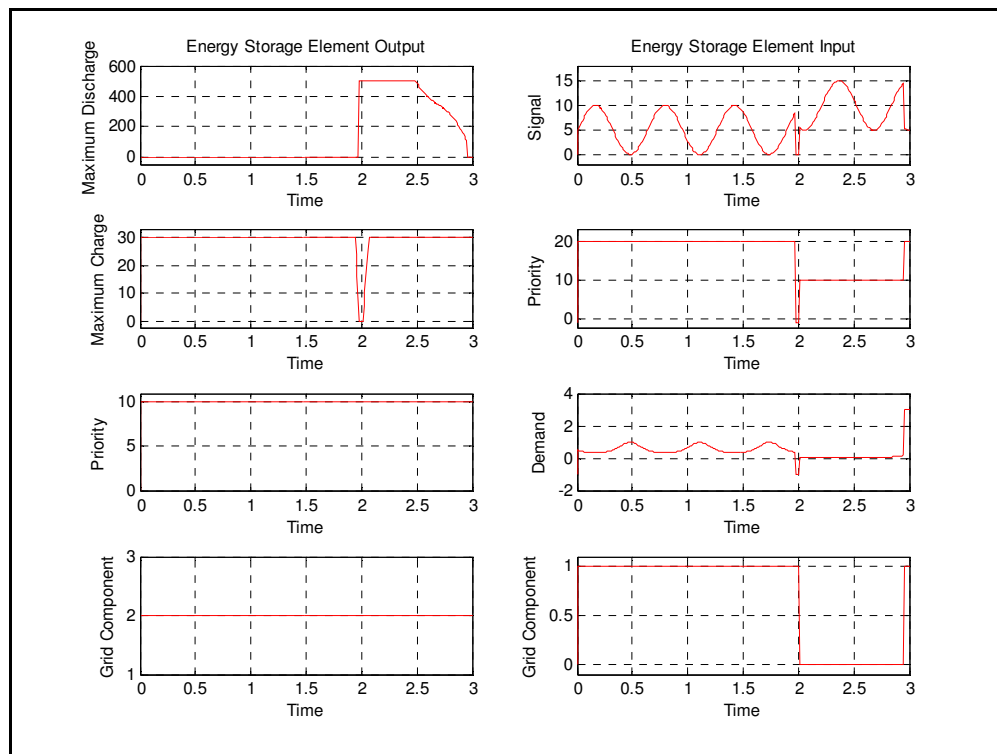 Energy Storage Element Output
Maximum Discharge
600
400
200
0
0 0.5 1 1.5 2 2.5 3
Time
Maximum Charge
30
20
10
0
0 0.5 1 1.5 2 2.5 3
Time
Priority
10
5
0
0 0.5 1 1.5 2 2.5 3
Time
Grid Component
3
2
1
0 0.5 1 1.5 2 2.5 3
Time
Energy Storage Element Input
Signal
15
10
5
0
0 0.5 1 1.5 2 2.5 3
Time
Priority
20
10
0
0 0.5 1 1.5 2 2.5 3
Time
Demand
4
2
0
-2
0 0.5 1 1.5 2 2.5 3
Time
Grid Component
1
0.5
0
0 0.5 1 1.5 2 2.5 3
Time